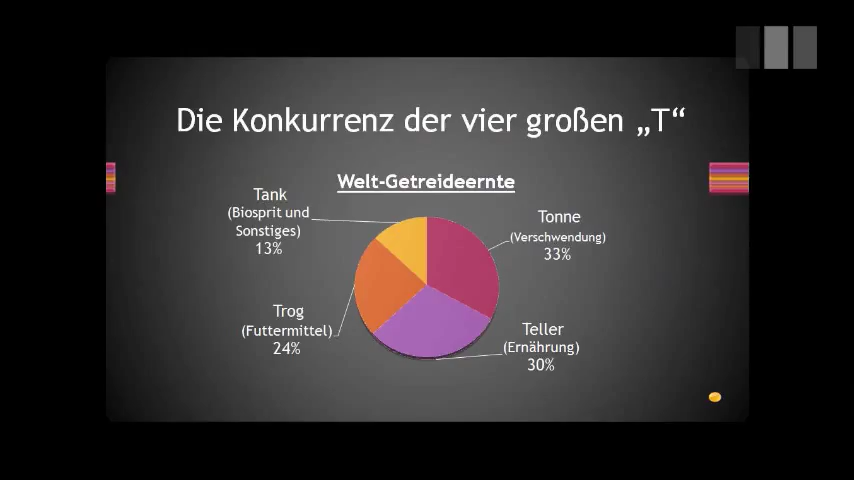 Die Konkurrenz der vier großen „T“
Welt-Getreideernte
Tank
(Biosprit und
Sonstiges)
13%
Tonne
(Verschwendung)
33%
Trog
(Futtermittel)
24%
Teller
(Ernährung)
30%